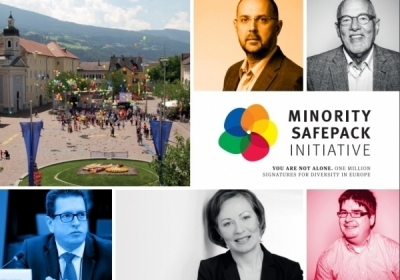 MINORITY
SAFEPACK
INITIATIVE
YOU ARE NOT ALONE. ONE MILLION
SIGNATURES FOR DIVERSITY IN EUROPE